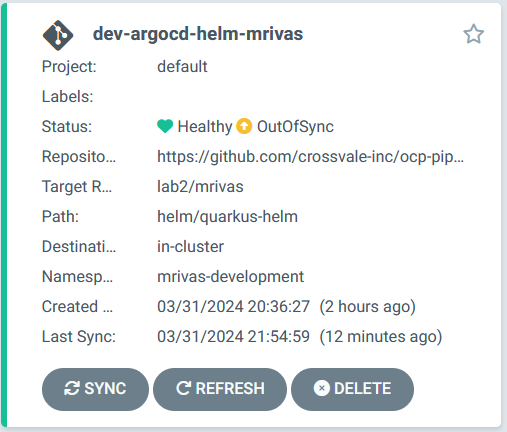 dev-argocd-helm-mrivas
Project: default
Labels:
Status: Healthy OutOfSync
Reposito... https://github.com/crossvale-inc/ocp-pip...
Target R... lab2/mrivas
Path: helm/quarkus-helm
Destinati... in-cluster
Namesp... mrivas-development
Created ... 03/31/2024 20:36:27 (2 hours ago)
Last Sync: 03/31/2024 21:54:59 (12 minutes ago)
SYNC REFRESH DELETE